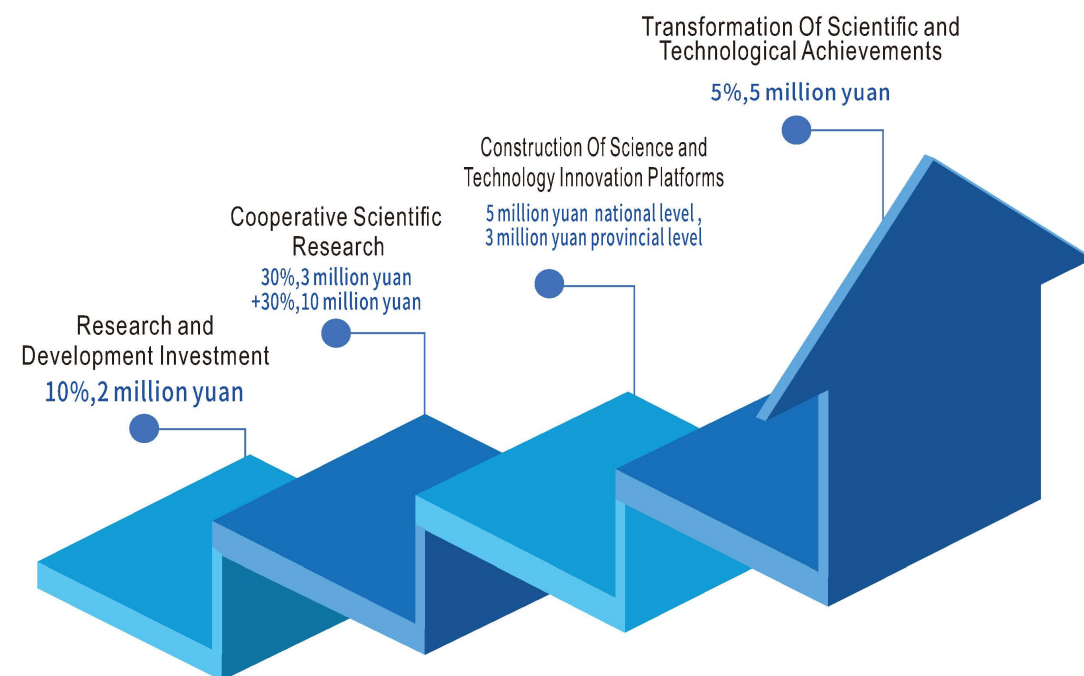 Transformation Of Scientific and
Technological Achievements
5%,5 million yuan
Construction Of Science and
Technology Innovation Platforms
5 million yuan national level ,
3 million yuan provincial level
Cooperative Scientific
Research
30%,3 million yuan
+30%,10 million yuan
Research and
Development Investment
10%,2 million yuan